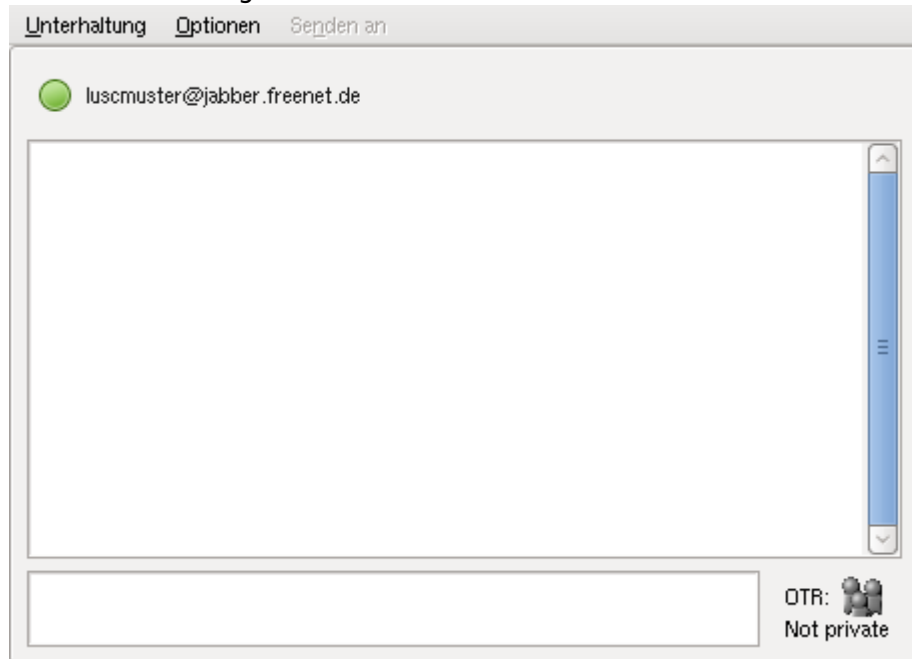 Unterhaltung Optionen Senden an
luscmuster@jabber.freenet.de
OTR:
Not private